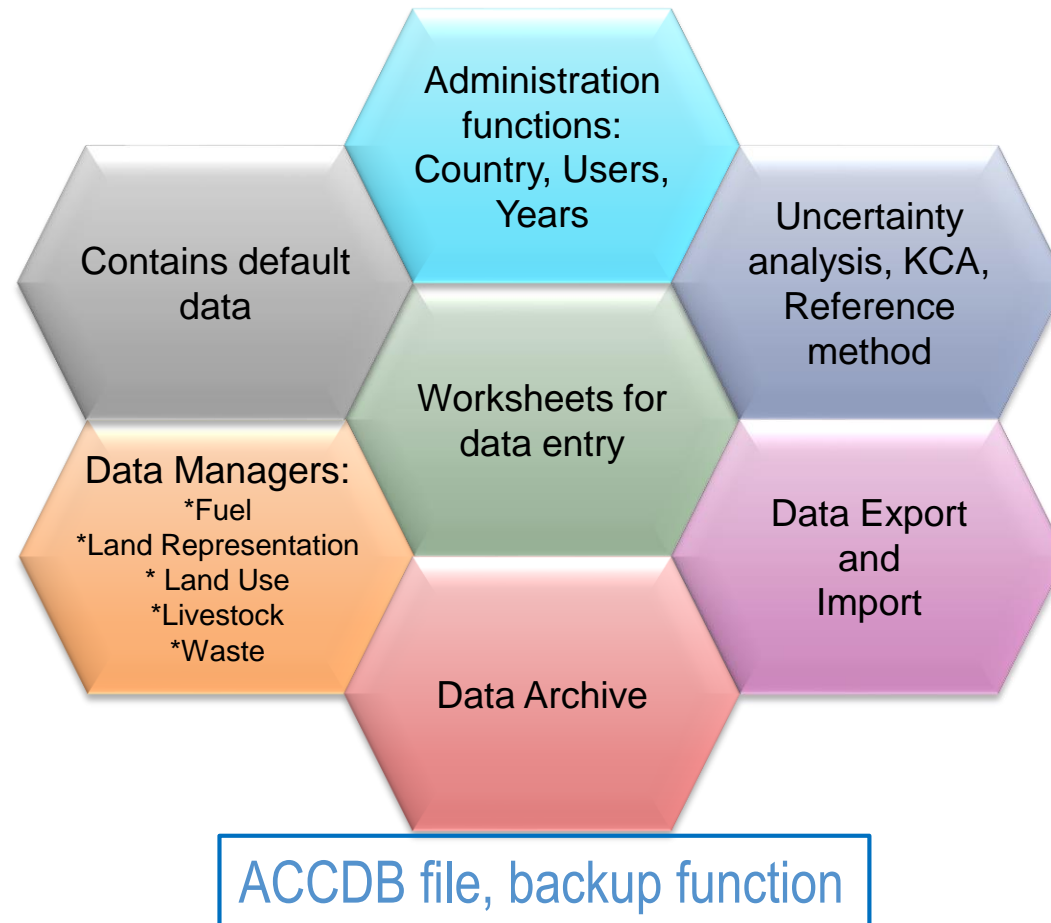 Administration
functions:
Country, Users,
Years
Contains default
data
Uncertainty
analysis, KCA,
Reference
method
Worksheets for
data entry
Data Managers:
*Fuel
*Land Representation
* Land Use
*Livestock
*Waste
Data Export
and
Import
Data Archive
ACCDB file, backup function